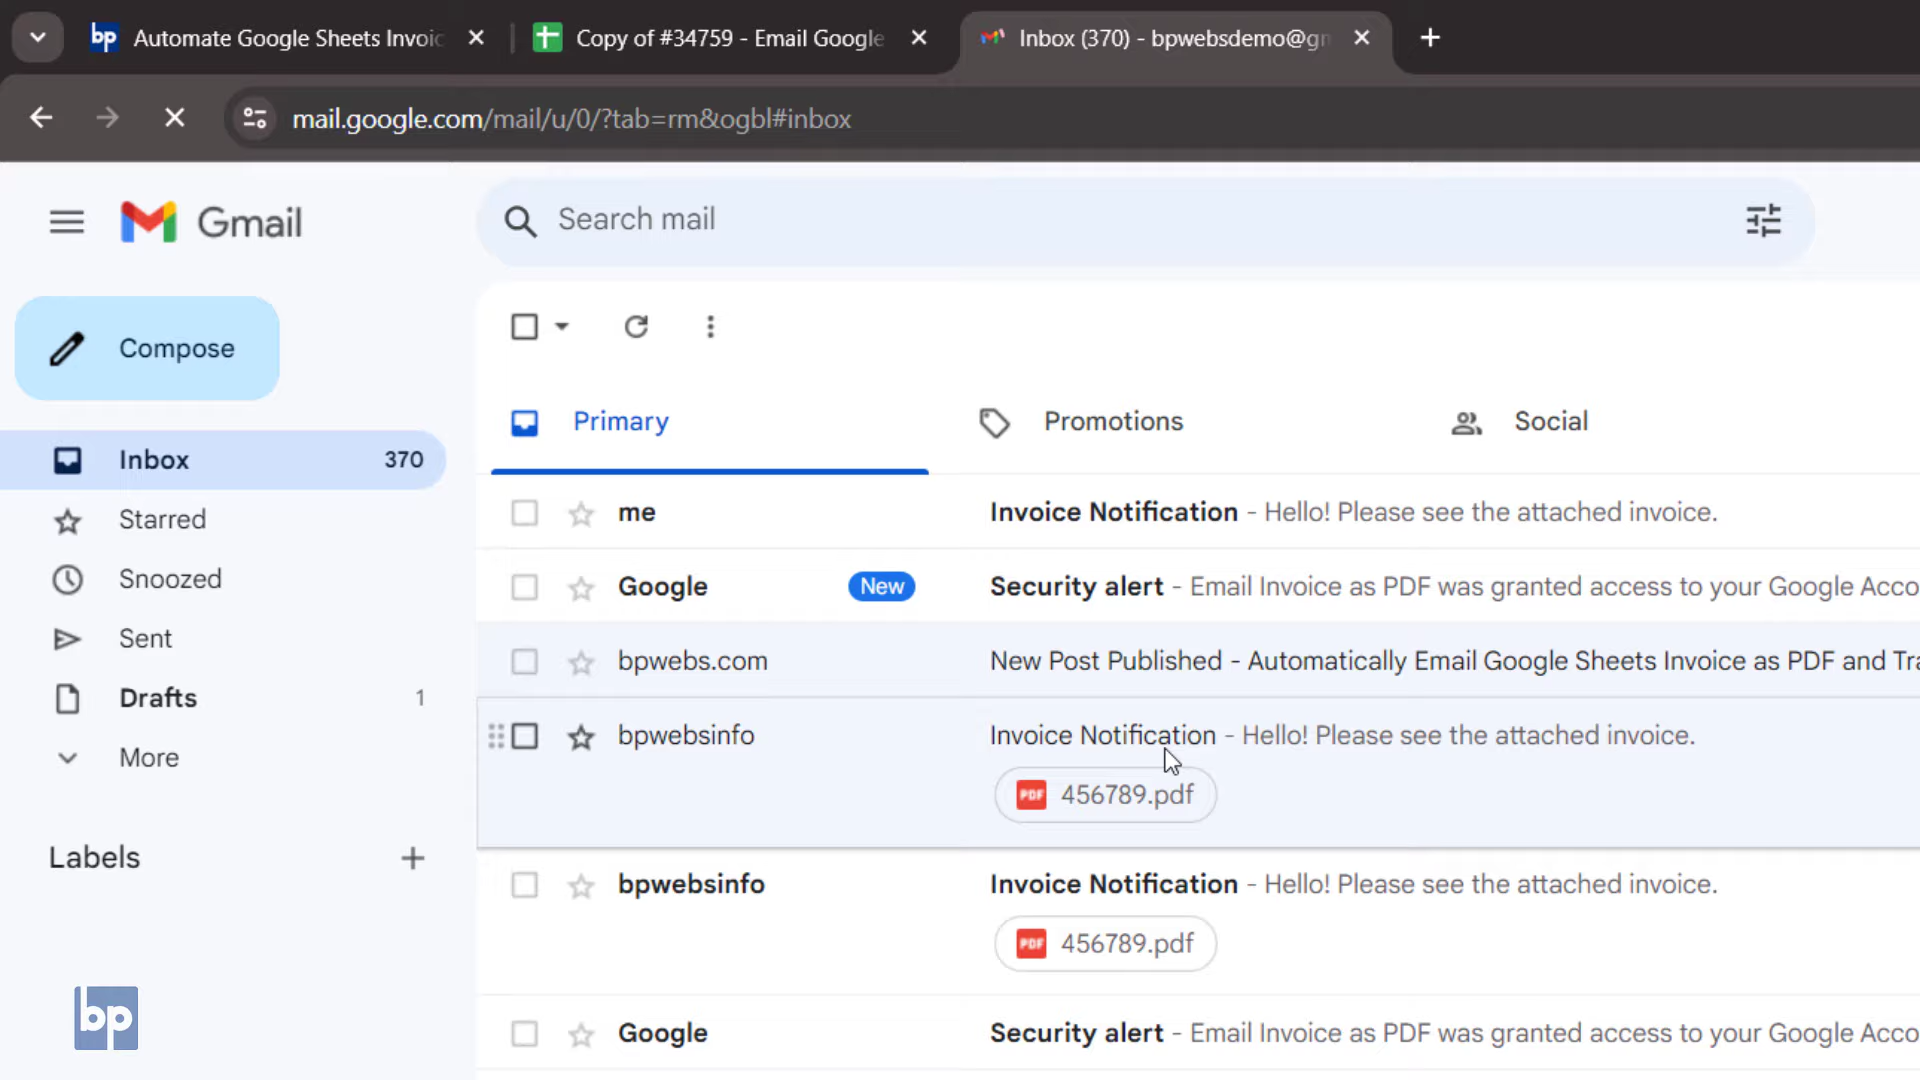 bp Automate Google Sheets Invoic
Copy of #34759 - Email Google
Inbox (370) - bpwebsdemo@gm
mail.google.com/mail/u/0/?tab=rm&ogbl#inbox
Gmail
Search mail
Compose
Primary
Promotions
Social
Inbox 370
Starred
Snoozed
Sent
Drafts 1
More
Labels
me Invoice Notification - Hello! Please see the attached invoice.
Google New Security alert - Email Invoice as PDF was granted access to your Google Acco
bpwebs.com New Post Published - Automatically Email Google Sheets Invoice as PDF and Tra
bpwebsinfo Invoice Notification - Hello! Please see the attached invoice.
PDF 456789.pdf
bpwebsinfo Invoice Notification - Hello! Please see the attached invoice.
PDF 456789.pdf
Google Security alert - Email Invoice as PDF was granted access to your Google Acco
bp